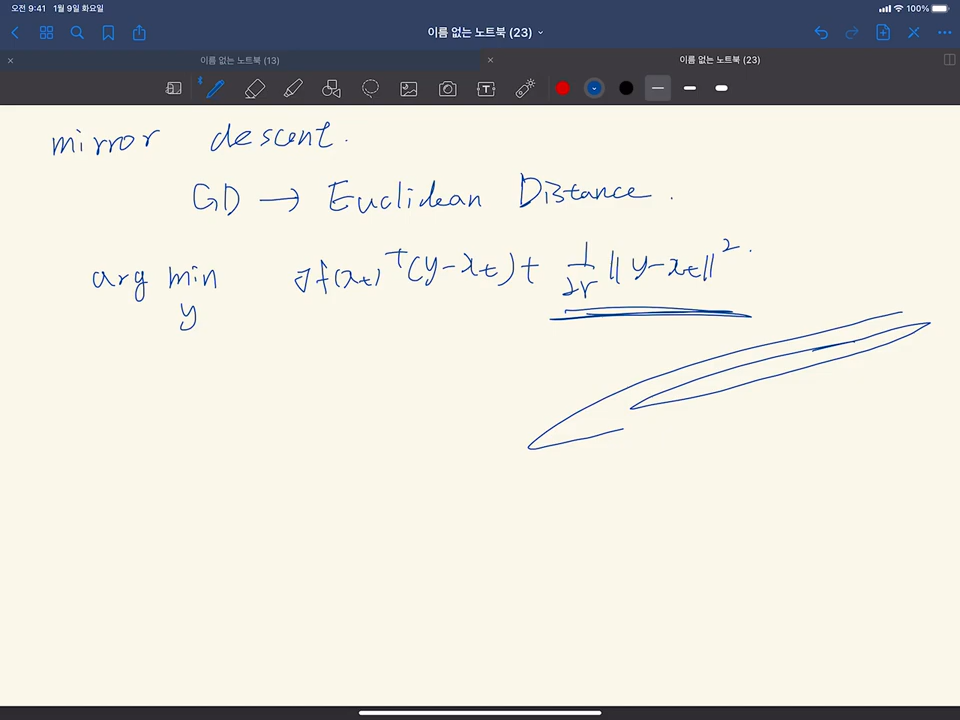 오전 9:41 1월 9일 화요일
100%
이름 없는 노트북 (23)
이름 없는 노트북 (13)
이름 없는 노트북 (23)
mirror descent.
GD → Euclidean Distance.
arg min ∇f(xt)ᵀ(y-xt) + 1/2r ||y-xt||².
y